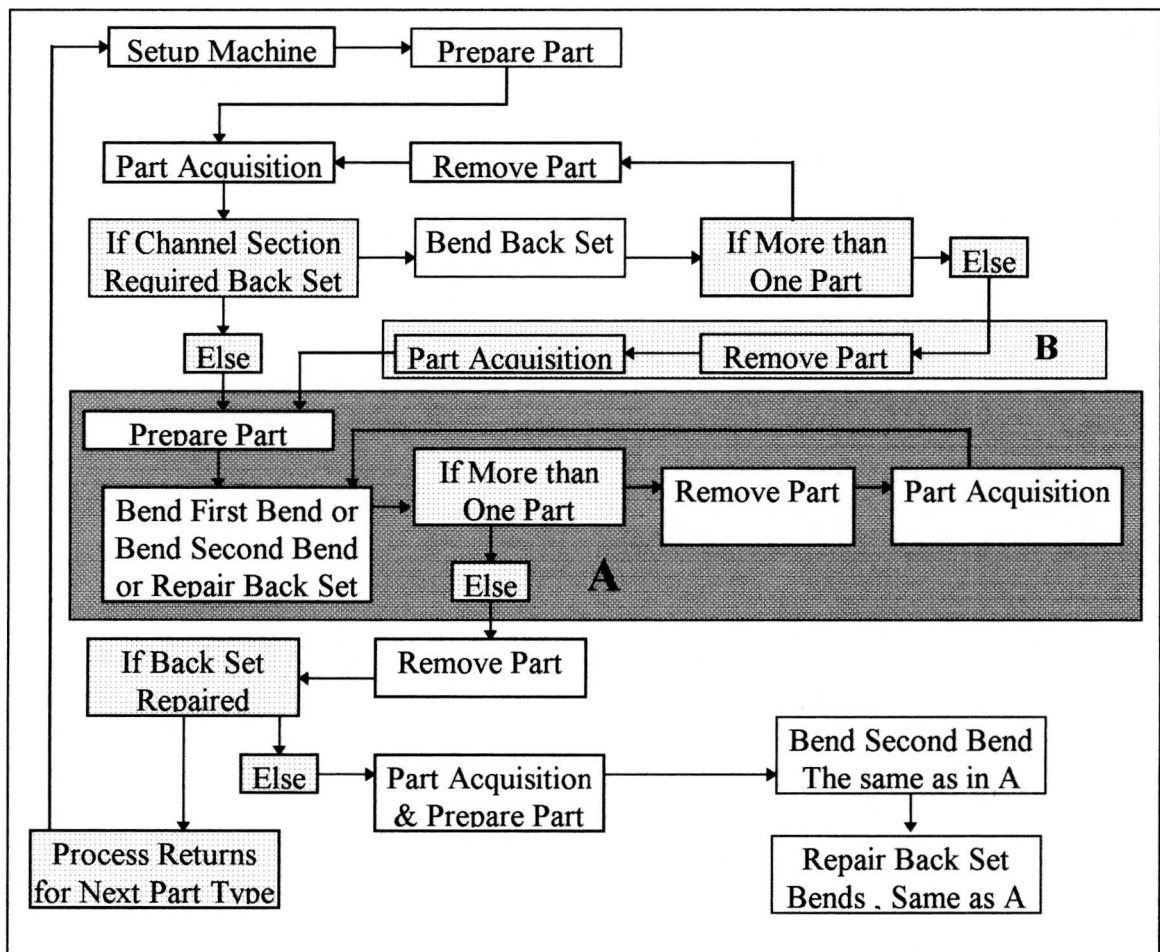 Setup Machine
Prepare Part
Part Acquisition
Remove Part
If Channel Section
Required Back Set
Bend Back Set
If More than
One Part
Else
Else
Part Acquisition
Remove Part
B
Prepare Part
Bend First Bend or
Bend Second Bend
or Repair Back Set
If More than
One Part
Remove Part
Part Acquisition
Else
A
If Back Set
Repaired
Remove Part
Else
Part Acquisition
& Prepare Part
Bend Second Bend
The same as in A
Process Returns
for Next Part Type
Repair Back Set
Bends , Same as A